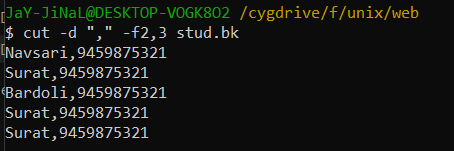 JaY-JiNaL@DESKTOP-VOGK8O2 /cygdrive/f/unix/web
$ cut -d "," -f2,3 stud.bk
Navsari,9459875321
Surat,9459875321
Bardoli,9459875321
Surat,9459875321
Surat,9459875321